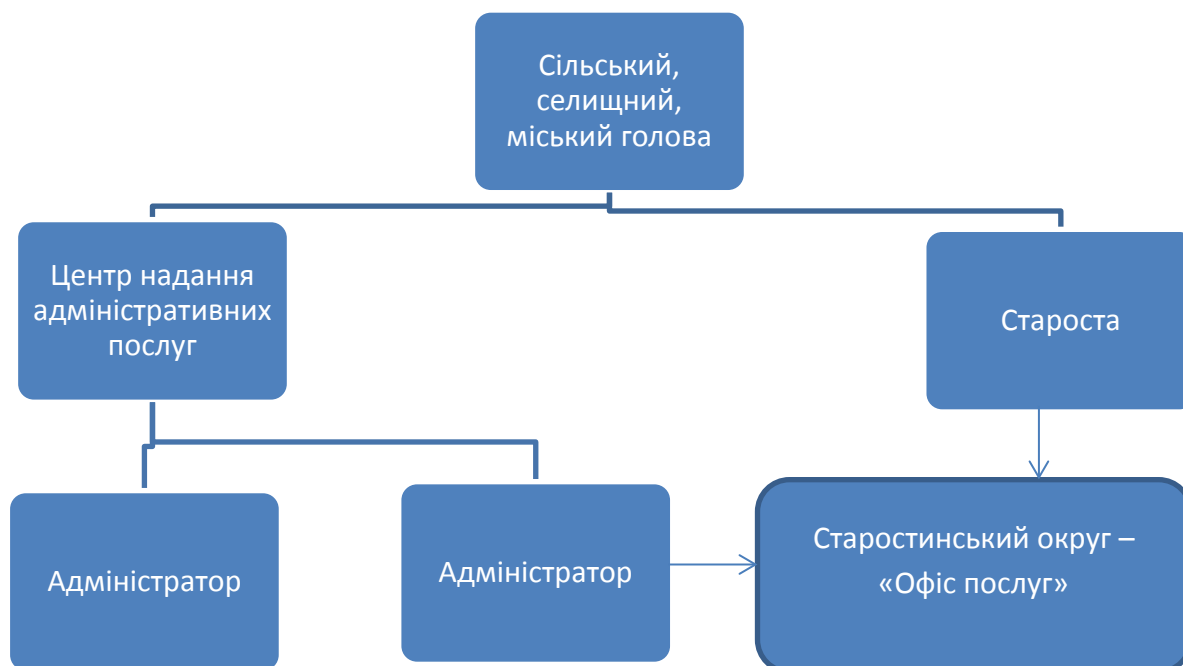 Сільський,
селищний,
міський голова
Центр надання
адміністративних
послуг
Староста
Адміністратор
Адміністратор
Старостинський округ –
«Офіс послуг»